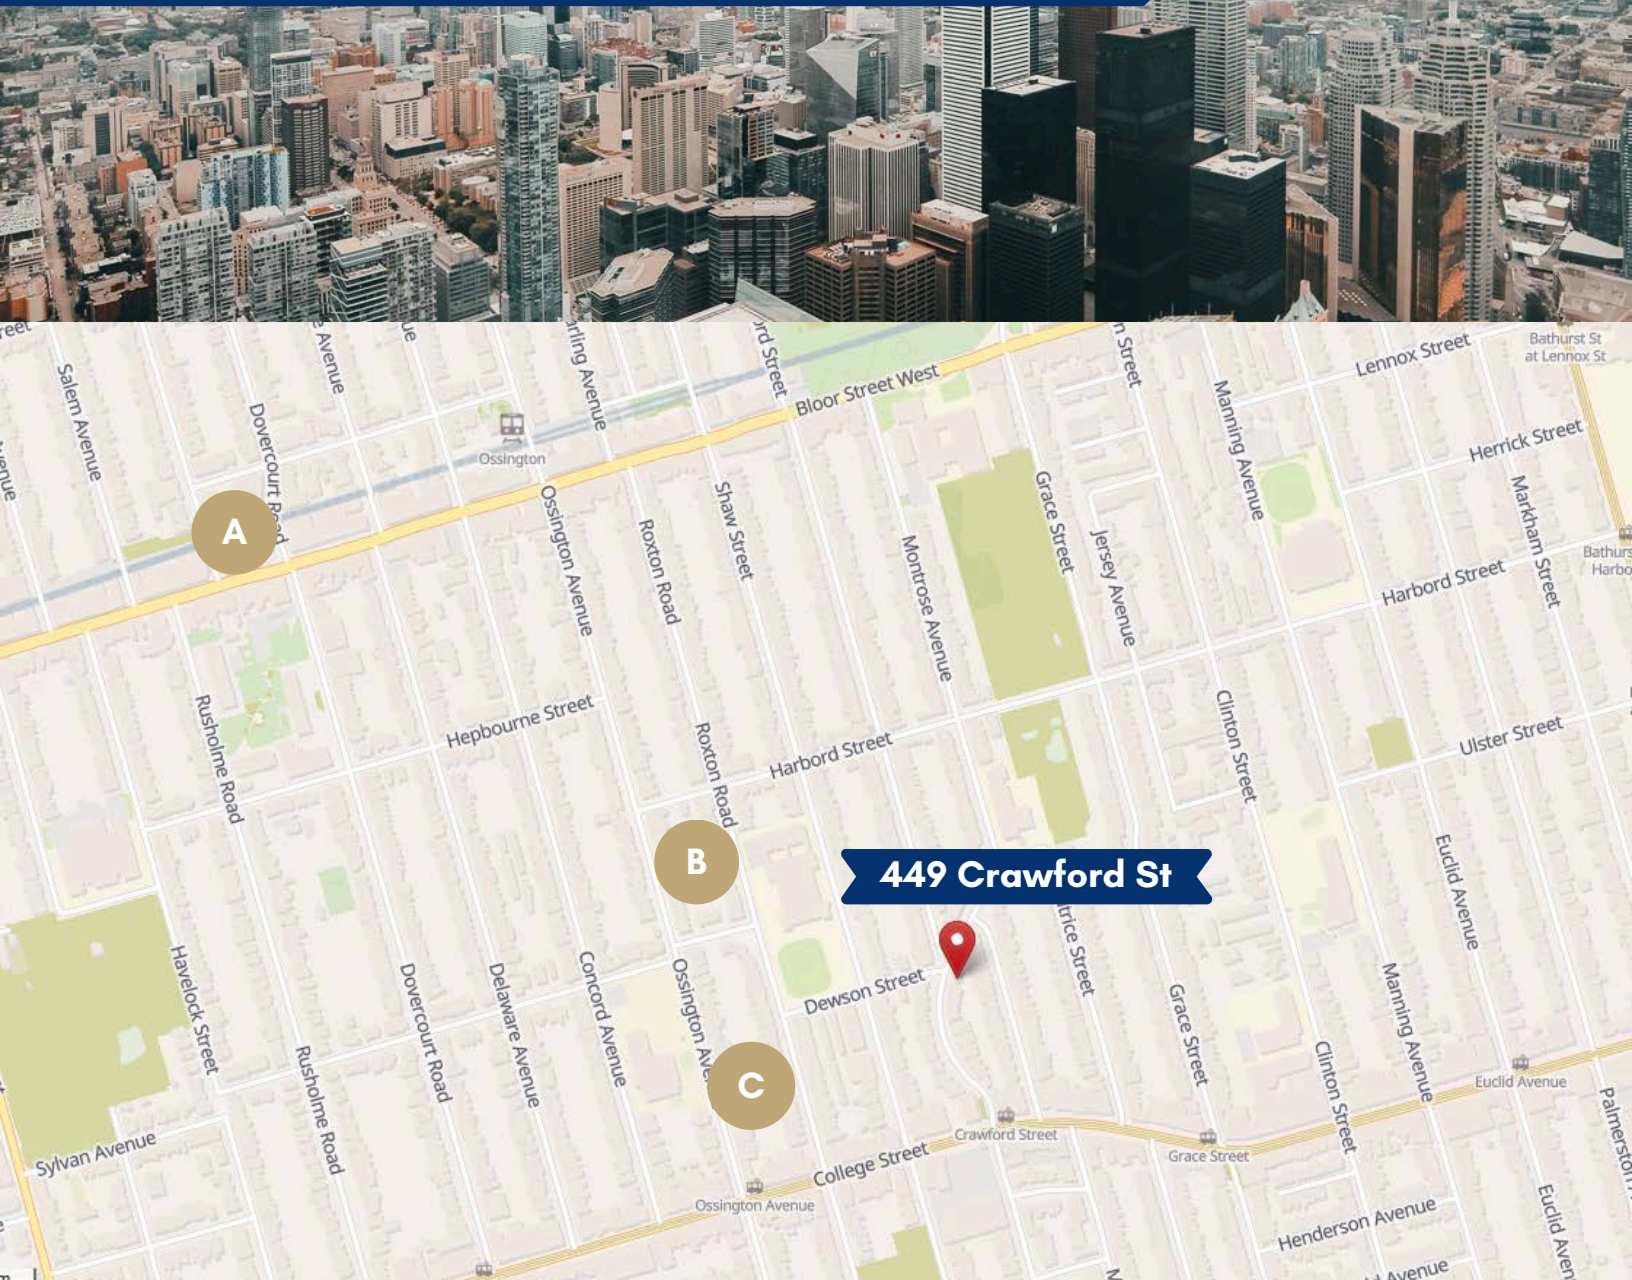 Bathurst St
at Lennox St
Lennox Street
Bloor Street West
Salem Avenue
Dovercourt Road
Avenue
Manning Avenue
Herrick Street
Ossington
Ossington Avenue
Roxton Road
Shaw Street
Montrose Avenue
Grace Street
Jersey Avenue
Markham Street
A
Harbord Street
Rusholme Road
Hepbourne Street
Roxton Road
Harbord Street
Clinton Street
Ulster Street
B
449 Crawford St
Euclid Avenue
Havelock Street
Dovercourt Road
Delaware Avenue
Concord Avenue
Ossington
Dewson Street
Grace Street
Manning Avenue
Rusholme Road
C
Clinton Street
Euclid Avenue
Crawford Street
Grace Street
Sylvan Avenue
College Street
Ossington Avenue
Henderson Avenue
Euclid